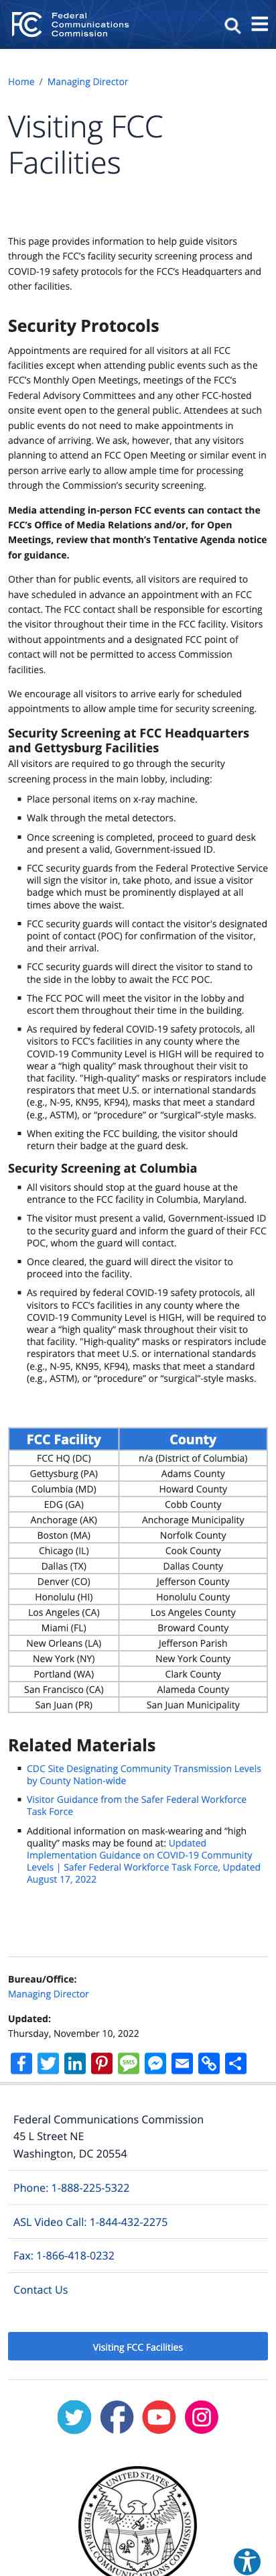 FCC Federal
Communications
Commission
Home / Managing Director
Visiting FCC
Facilities
This page provides information to help guide visitors
through the FCC's facility security screening process and
COVID-19 safety protocols for the FCC's Headquarters and
other facilities.
Security Protocols
Appointments are required for all visitors at all FCC
facilities except when attending public events such as the
FCC's Monthly Open Meetings, meetings of the FCC's
Federal Advisory Committees and any other FCC-hosted
onsite event open to the general public. Attendees at such
public events do not need to make appointments in
advance of arriving. We ask, however, that any visitors
planning to attend an FCC Open Meeting or similar event in
person arrive early to allow ample time for processing
through the Commission's security screening.
Media attending in-person FCC events can contact the
FCC's Office of Media Relations and/or, for Open
Meetings, review that month's Tentative Agenda notice
for guidance.
Other than for public events, all visitors are required to
have scheduled in advance an appointment with an FCC
contact. The FCC contact shall be responsible for escorting
the visitor throughout their time in the FCC facility. Visitors
without appointments and a designated FCC point of
contact will not be permitted to access Commission
facilities.
We encourage all visitors to arrive early for scheduled
appointments to allow ample time for security screening.
Security Screening at FCC Headquarters
and Gettysburg Facilities
All visitors are required to go through the security
screening process in the main lobby, including:
Place personal items on x-ray machine.
Walk through the metal detectors.
Once screening is completed, proceed to guard desk
and present a valid, Government-issued ID.
FCC security guards from the Federal Protective Service
will sign the visitor in, take photo, and issue a visitor
badge which must be prominently displayed at all
times above the waist.
FCC security guards will contact the visitor's designated
point of contact (POC) for confirmation of the visitor,
and their arrival.
FCC security guards will direct the visitor to stand to
the side in the lobby to await the FCC POC.
The FCC POC will meet the visitor in the lobby and
escort them throughout their time in the building.
As required by federal COVID-19 safety protocols, all
visitors to FCC's facilities in any county where the
COVID-19 Community Level is HIGH will be required to
wear a “high quality” mask throughout their visit to
that facility. "High-quality” masks or respirators include
respirators that meet U.S. or international standards
(e.g., N-95, KN95, KF94), masks that meet a standard
(e.g., ASTM), or “procedure” or “surgical”-style masks.
When exiting the FCC building, the visitor should
return their badge at the guard desk.
Security Screening at Columbia
All visitors should stop at the guard house at the
entrance to the FCC facility in Columbia, Maryland.
The visitor must present a valid, Government-issued ID
to the security guard and inform the guard of their FCC
POC, whom the guard will contact.
Once cleared, the guard will direct the visitor to
proceed into the facility.
As required by federal COVID-19 safety protocols, all
visitors to FCC's facilities in any county where the
COVID-19 Community Level is HIGH, will be required to
wear a “high quality” mask throughout their visit to
that facility. "High-quality” masks or respirators include
respirators that meet U.S. or international standards
(e.g., N-95, KN95, KF94), masks that meet a standard
(e.g., ASTM), or “procedure” or “surgical”-style masks.
FCC Facility County
FCC HQ (DC) n/a (District of Columbia)
Gettysburg (PA) Adams County
Columbia (MD) Howard County
EDG (GA) Cobb County
Anchorage (AK) Anchorage Municipality
Boston (MA) Norfolk County
Chicago (IL) Cook County
Dallas (TX) Dallas County
Denver (CO) Jefferson County
Honolulu (HI) Honolulu County
Los Angeles (CA) Los Angeles County
Miami (FL) Broward County
New Orleans (LA) Jefferson Parish
New York (NY) New York County
Portland (WA) Clark County
San Francisco (CA) Alameda County
San Juan (PR) San Juan Municipality
Related Materials
CDC Site Designating Community Transmission Levels
by County Nation-wide
Visitor Guidance from the Safer Federal Workforce
Task Force
Additional information on mask-wearing and “high
quality” masks may be found at: Updated
Implementation Guidance on COVID-19 Community
Levels | Safer Federal Workforce Task Force, Updated
August 17, 2022
Bureau/Office:
Managing Director
Updated:
Thursday, November 10, 2022
SMS
Federal Communications Commission
45 L Street NE
Washington, DC 20554
Phone: 1-888-225-5322
ASL Video Call: 1-844-432-2275
Fax: 1-866-418-0232
Contact Us
Visiting FCC Facilities
UNITED STATES
FEDERAL COMMUNICATIONS COMMISSION